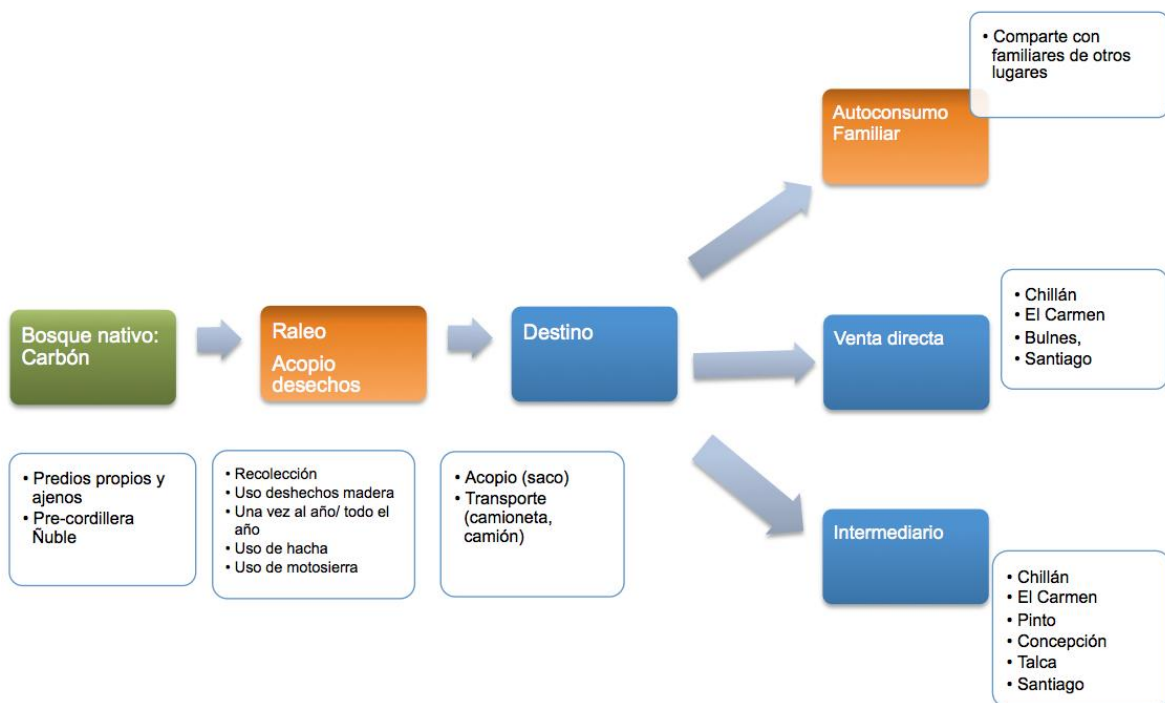 • Comparte con
familiares de otros
lugares
Autoconsumo
Familiar
Bosque nativo:
Carbón
Raleo
Acopio
desechos
Destino
Venta directa
• Chillán
• El Carmen
• Bulnes,
• Santiago
• Predios propios y
ajenos
• Pre-cordillera
Ñuble
• Recolección
• Uso deshechos madera
• Una vez al año/ todo el
año
• Uso de hacha
• Uso de motosierra
• Acopio (saco)
• Transporte
(camioneta,
camión)
Intermediario
• Chillán
• El Carmen
• Pinto
• Concepción
• Talca
• Santiago